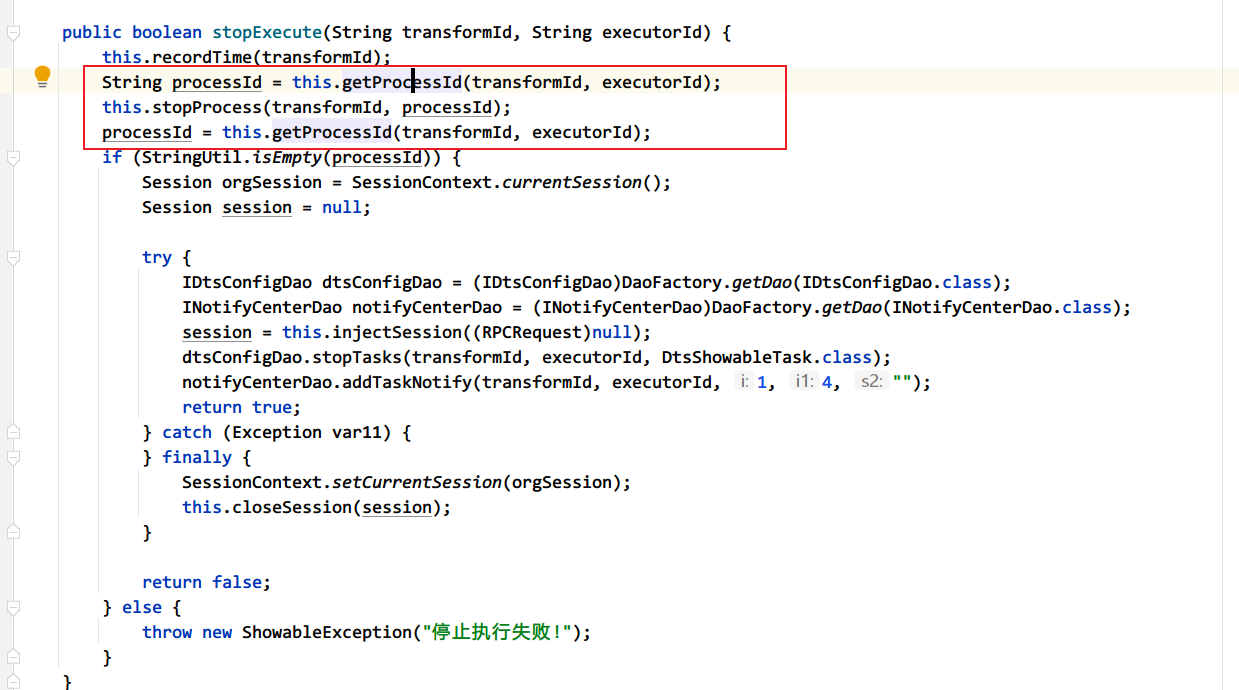 public boolean stopExecute(String transformId, String executorId) {
this.recordTime(transformId);
String processId = this.getProcessId(transformId, executorId);
this.stopProcess(transformId, processId);
processId = this.getProcessId(transformId, executorId);
if (StringUtil.isEmpty(processId)) {
Session orgSession = SessionContext.currentSession();
Session session = null;
try {
IDtsConfigDao dtsConfigDao = (IDtsConfigDao)DaoFactory.getDao(IDtsConfigDao.class);
INotifyCenterDao notifyCenterDao = (INotifyCenterDao)DaoFactory.getDao(INotifyCenterDao.class);
session = this.injectSession((RPCRequest)null);
dtsConfigDao.stopTasks(transformId, executorId, DtsShowableTask.class);
notifyCenterDao.addTaskNotify(transformId, executorId, i: 1, i1: 4, s2: "");
return true;
} catch (Exception var11) {
} finally {
SessionContext.setCurrentSession(orgSession);
this.closeSession(session);
}
return false;
} else {
throw new ShowableException("停止执行失败!");
}
}